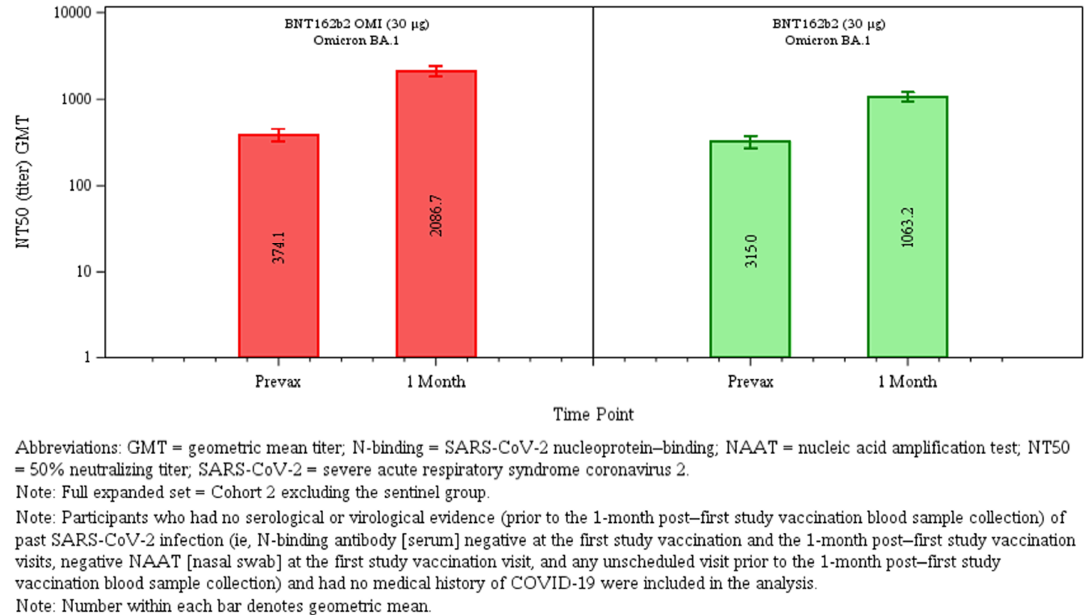 BNT162b2 OMI (30 µg)
Omicron BA.1
BNT162b2 (30 µg)
Omicron BA.1
10000
1000
100
10
1
NT50 (titer) GMT
374.1
2086.7
315.0
1063.2
Prevax
1 Month
Prevax
1 Month
Time Point
Abbreviations: GMT = geometric mean titer; N-binding = SARS-CoV-2 nucleoprotein–binding; NAAT = nucleic acid amplification test; NT50
= 50% neutralizing titer; SARS-CoV-2 = severe acute respiratory syndrome coronavirus 2.
Note: Full expanded set = Cohort 2 excluding the sentinel group.
Note: Participants who had no serological or virological evidence (prior to the 1-month post–first study vaccination blood sample collection) of
past SARS-CoV-2 infection (ie, N-binding antibody [serum] negative at the first study vaccination and the 1-month post–first study vaccination
visits, negative NAAT [nasal swab] at the first study vaccination visit, and any unscheduled visit prior to the 1-month post–first study
vaccination blood sample collection) and had no medical history of COVID-19 were included in the analysis.
Note: Number within each bar denotes geometric mean.